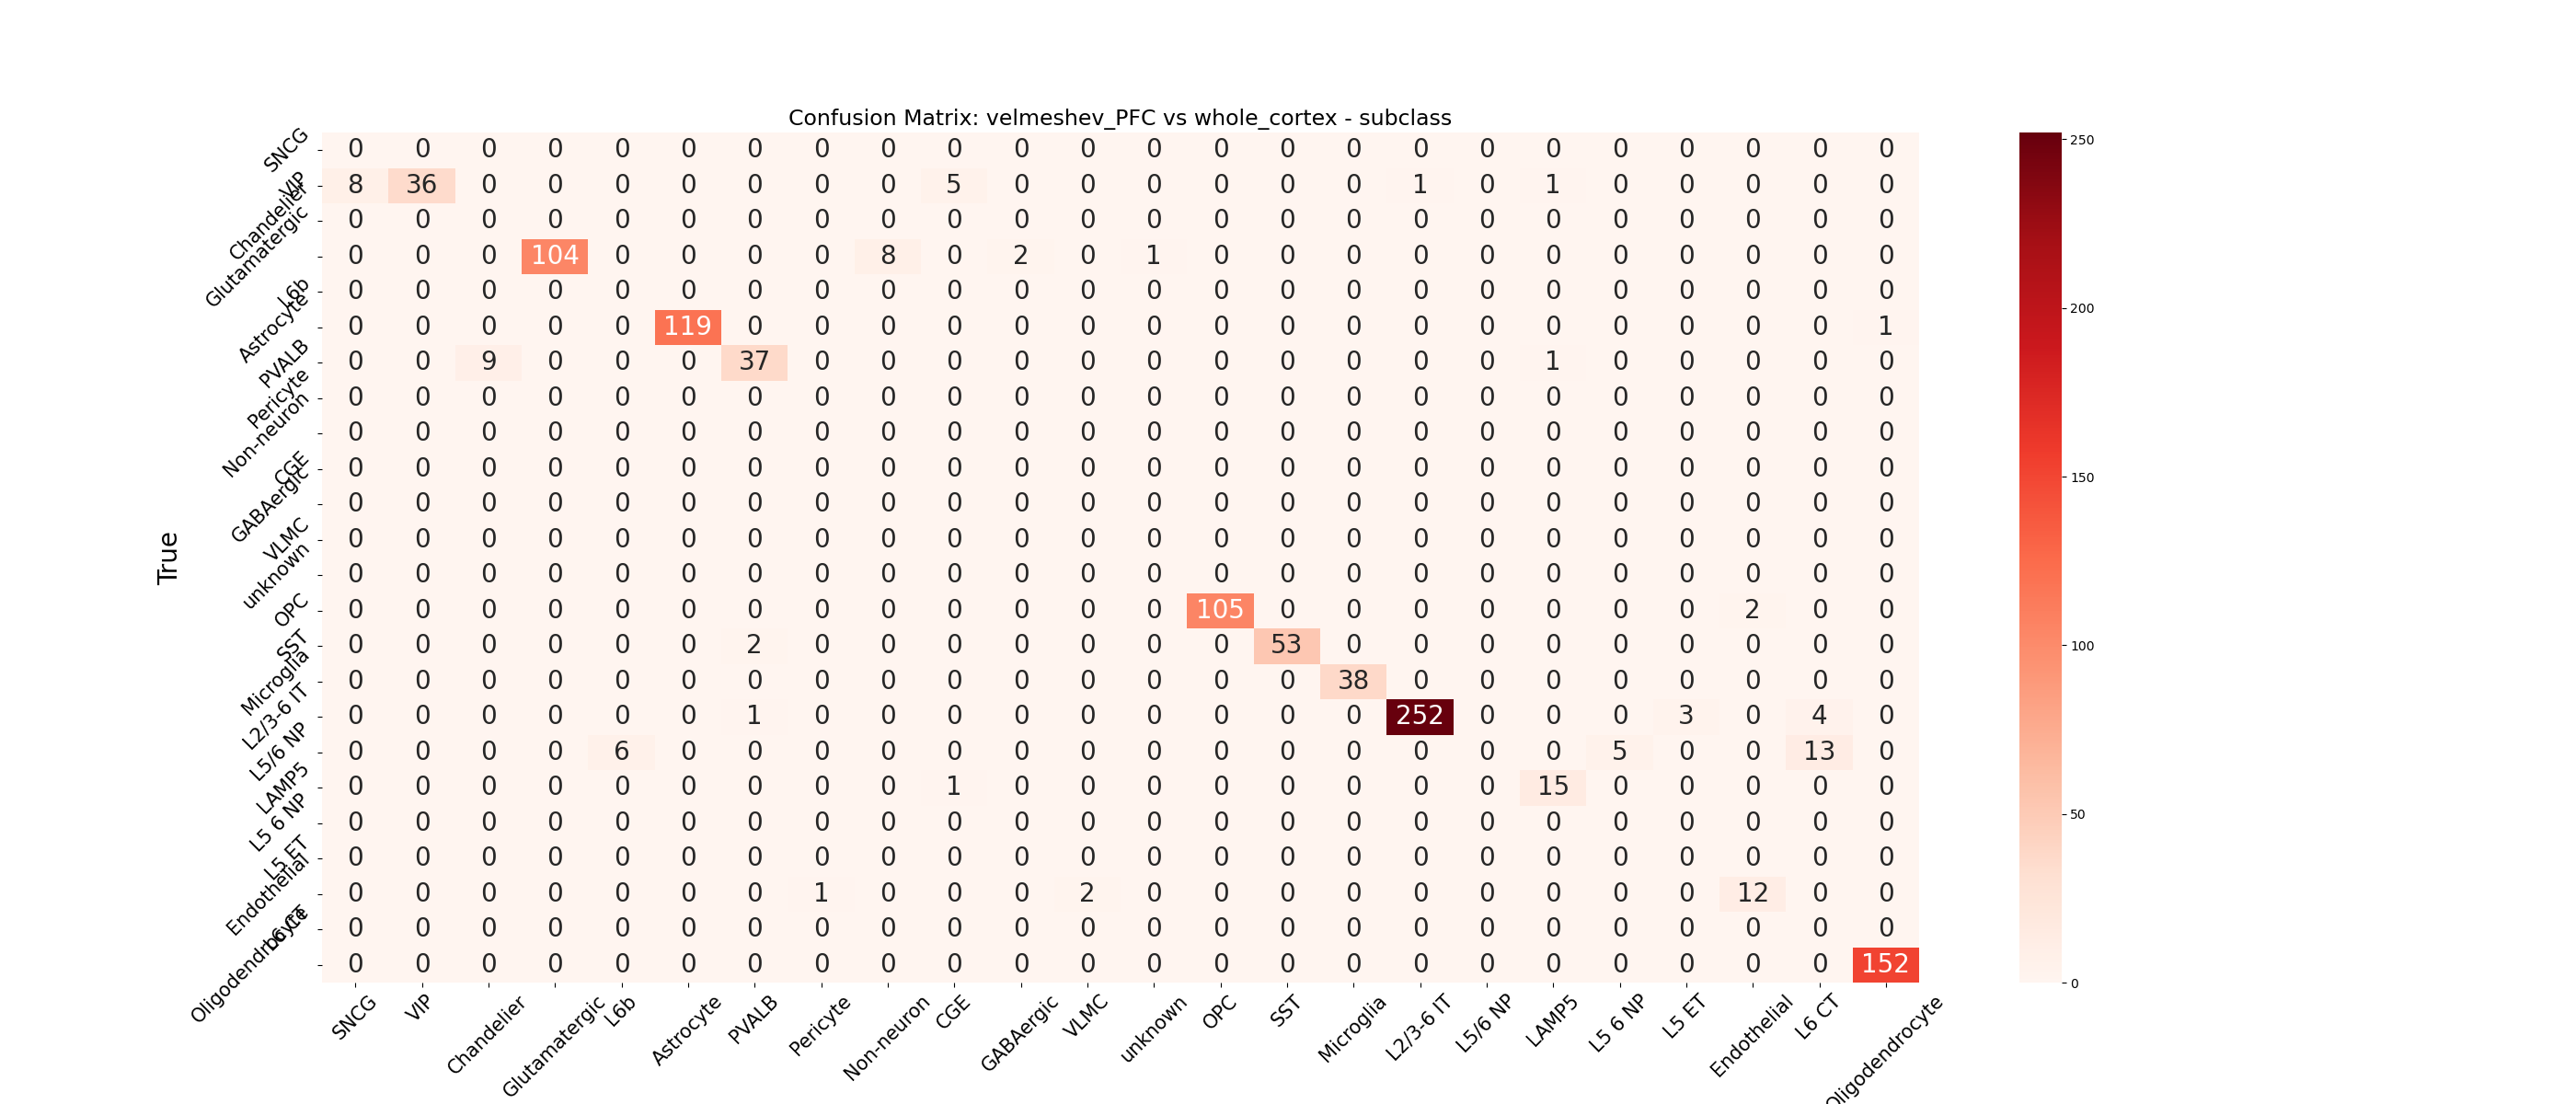 Confusion Matrix: velmeshev_PFC vs whole_cortex - subclass
True
SNCG 0 0 0 0 0 0 0 0 0 0 0 0 0 0 0 0 0 0 0 0 0 0 0 0
VIP 8 36 0 0 0 0 0 0 0 5 0 0 0 0 0 0 1 0 1 0 0 0 0 0
Chandelier 0 0 0 0 0 0 0 0 0 0 0 0 0 0 0 0 0 0 0 0 0 0 0 0
Glutamatergic 0 0 0 104 0 0 0 0 8 0 2 0 1 0 0 0 0 0 0 0 0 0 0 0
L6b 0 0 0 0 0 0 0 0 0 0 0 0 0 0 0 0 0 0 0 0 0 0 0 0
Astrocyte 0 0 0 0 0 119 0 0 0 0 0 0 0 0 0 0 0 0 0 0 0 0 0 1
PVALB 0 0 9 0 0 0 37 0 0 0 0 0 0 0 0 0 0 0 1 0 0 0 0 0
Pericyte 0 0 0 0 0 0 0 0 0 0 0 0 0 0 0 0 0 0 0 0 0 0 0 0
Non-neuron 0 0 0 0 0 0 0 0 0 0 0 0 0 0 0 0 0 0 0 0 0 0 0 0
CGE 0 0 0 0 0 0 0 0 0 0 0 0 0 0 0 0 0 0 0 0 0 0 0 0
GABAergic 0 0 0 0 0 0 0 0 0 0 0 0 0 0 0 0 0 0 0 0 0 0 0 0
VLMC 0 0 0 0 0 0 0 0 0 0 0 0 0 0 0 0 0 0 0 0 0 0 0 0
unknown 0 0 0 0 0 0 0 0 0 0 0 0 0 0 0 0 0 0 0 0 0 0 0 0
OPC 0 0 0 0 0 0 0 0 0 0 0 0 0 105 0 0 0 0 0 0 0 2 0 0
SST 0 0 0 0 0 0 2 0 0 0 0 0 0 0 53 0 0 0 0 0 0 0 0 0
Microglia 0 0 0 0 0 0 0 0 0 0 0 0 0 0 0 38 0 0 0 0 0 0 0 0
L2/3-6 IT 0 0 0 0 0 0 1 0 0 0 0 0 0 0 0 0 252 0 0 0 3 0 4 0
L5/6 NP 0 0 0 0 6 0 0 0 0 0 0 0 0 0 0 0 0 0 0 5 0 0 13 0
LAMP5 0 0 0 0 0 0 0 0 0 1 0 0 0 0 0 0 0 0 15 0 0 0 0 0
L5 6 NP 0 0 0 0 0 0 0 0 0 0 0 0 0 0 0 0 0 0 0 0 0 0 0 0
L5 ET 0 0 0 0 0 0 0 0 0 0 0 0 0 0 0 0 0 0 0 0 0 0 0 0
Endothelial 0 0 0 0 0 0 0 1 0 0 0 2 0 0 0 0 0 0 0 0 0 12 0 0
L6 CT 0 0 0 0 0 0 0 0 0 0 0 0 0 0 0 0 0 0 0 0 0 0 0 0
Oligodendrocyte 0 0 0 0 0 0 0 0 0 0 0 0 0 0 0 0 0 0 0 0 0 0 0 152
SNCG VIP Chandelier Glutamatergic L6b Astrocyte PVALB Pericyte Non-neuron CGE GABAergic VLMC unknown OPC SST Microglia L2/3-6 IT L5/6 NP LAMP5 L5 6 NP L5 ET Endothelial L6 CT Oligodendrocyte
250
200
150
100
50
0